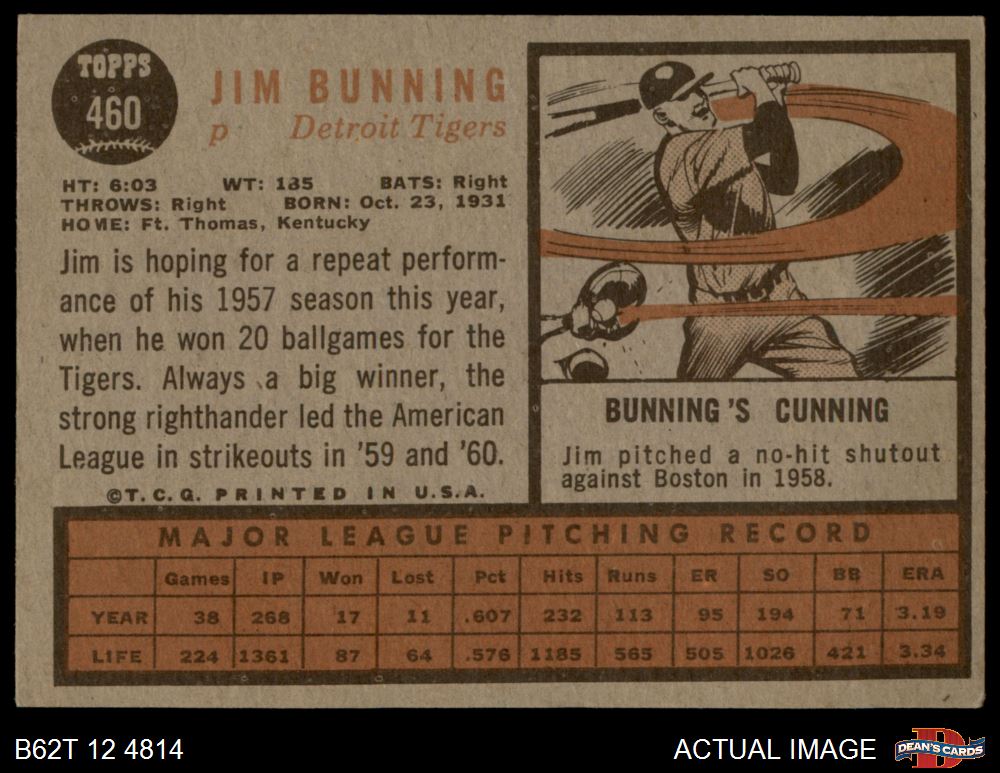 TOPPS
460
JIM BUNNING
p Detroit Tigers
HT: 6:03 WT: 185 BATS: Right
THROWS: Right BORN: Oct. 23, 1931
HOME: Ft. Thomas, Kentucky
Jim is hoping for a repeat perform-
ance of his 1957 season this year,
when he won 20 ballgames for the
Tigers. Always a big winner, the
strong righthander led the American
League in strikeouts in '59 and '60.
©T.C.G. PRINTED IN U.S.A.
BUNNING'S CUNNING
Jim pitched a no-hit shutout
against Boston in 1958.
MAJOR LEAGUE PITCHING RECORD
Games IP Won Lost Pct Hits Runs ER SO BB ERA
YEAR 38 268 17 11 .607 232 113 95 194 71 3.19
LIFE 224 1361 87 64 .576 1185 565 505 1026 421 3.34
B62T 12 4814
ACTUAL IMAGE
D
DEAN'S CARDS